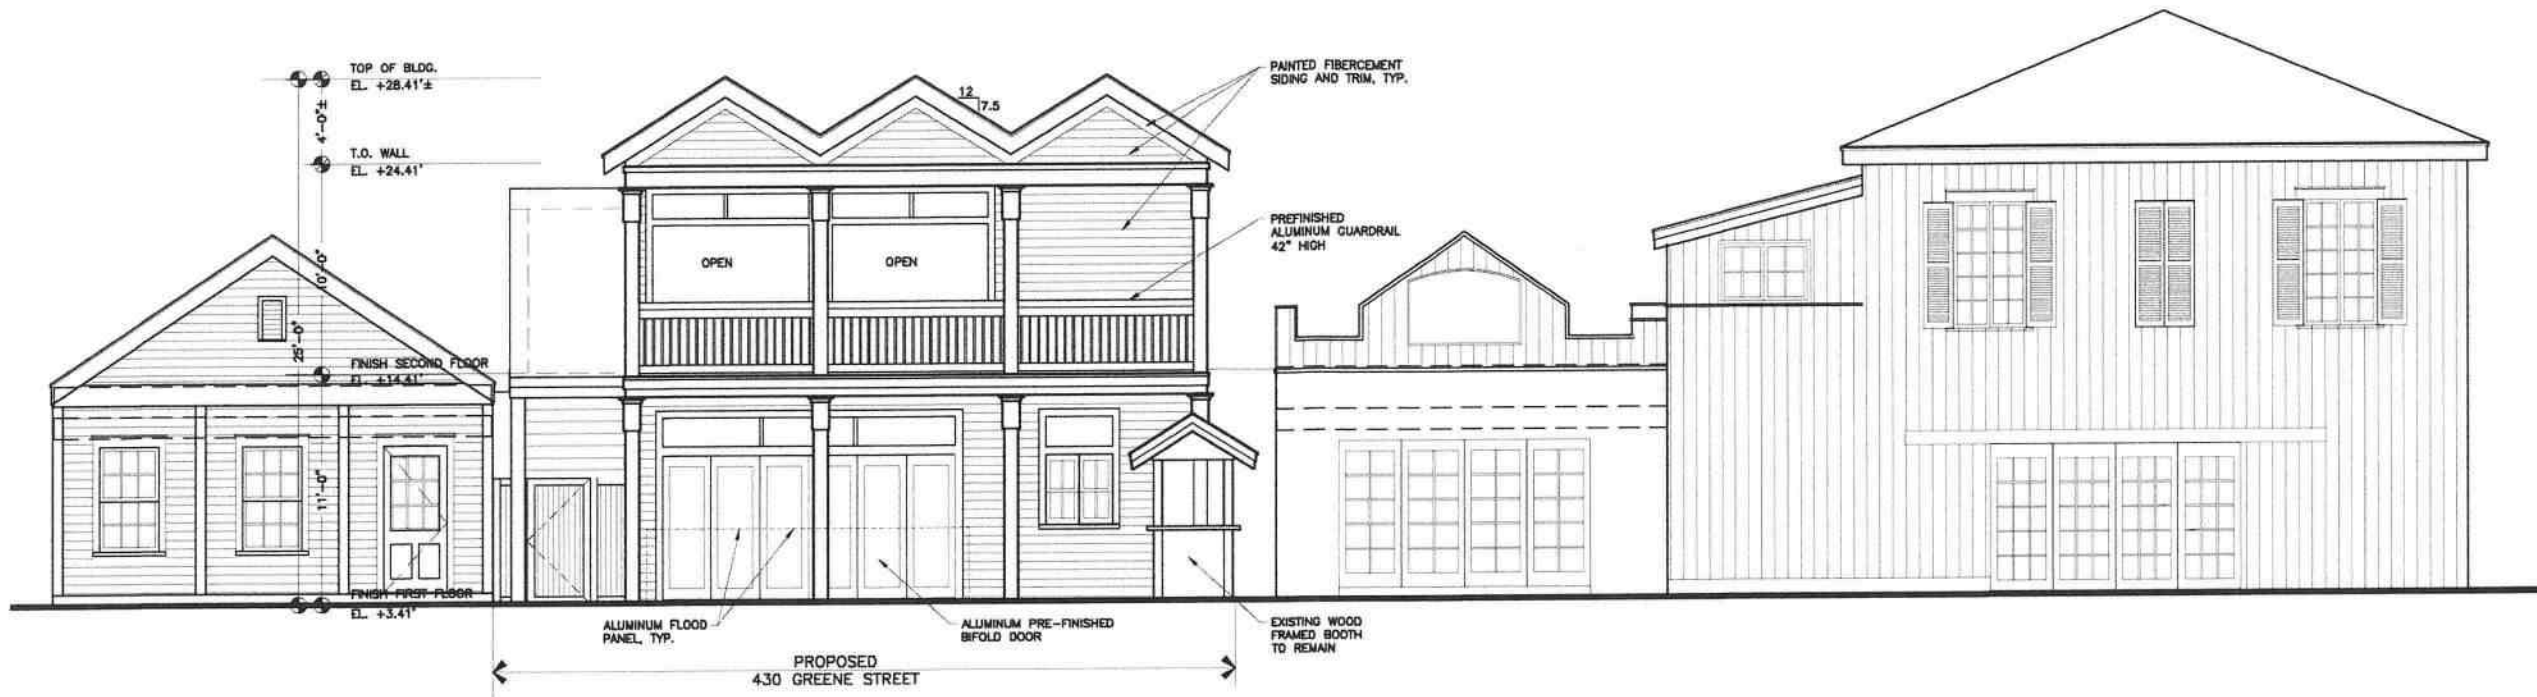 TOP OF BLDG.
EL. +28.41'±
4'-0"±
T.O. WALL
EL. +24.41'
10'-0"
25'-0"
FINISH SECOND FLOOR
EL. +14.41'
11'-0"
FINISH FIRST FLOOR
EL. +3.41'
12
7.5
OPEN
OPEN
PAINTED FIBERCEMENT
SIDING AND TRIM, TYP.
PREFINISHED
ALUMINUM GUARDRAIL
42" HIGH
ALUMINUM FLOOD
PANEL, TYP.
ALUMINUM PRE-FINISHED
BIFOLD DOOR
EXISTING WOOD
FRAMED BOOTH
TO REMAIN
PROPOSED
430 GREENE STREET